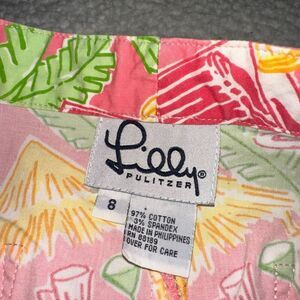 Lilly®
PULITZER
8
97% COTTON
3% SPANDEX
MADE IN PHILIPPINES
RN 88189
OVER FOR CARE